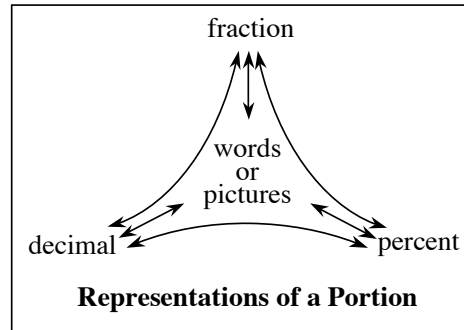 fraction
words
or
pictures
decimal
percent
Representations of a Portion